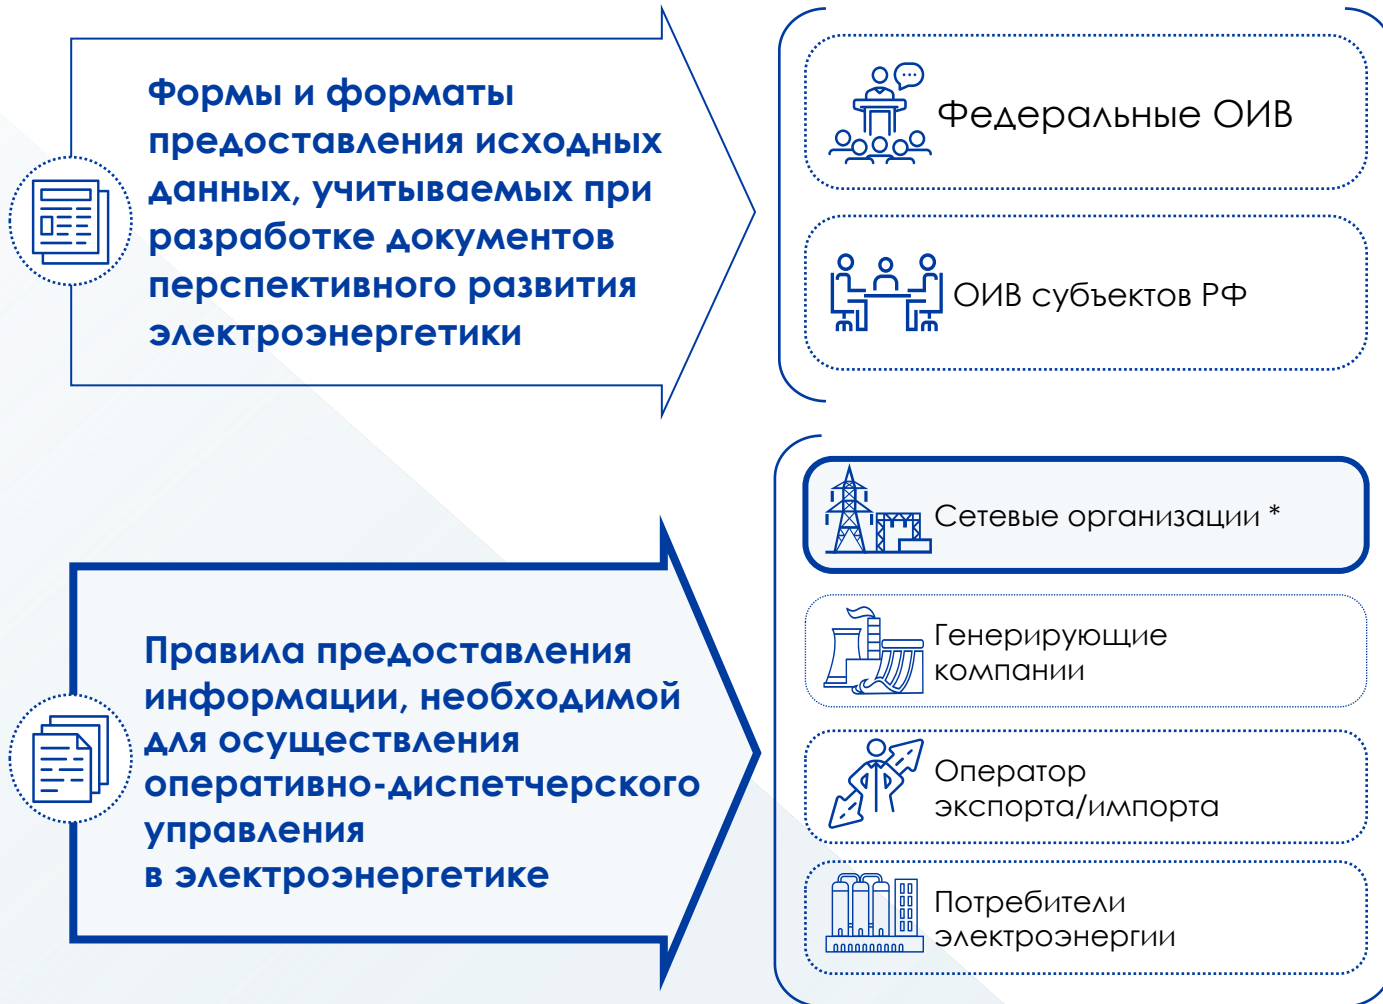 Формы и форматы
предоставления исходных
данных, учитываемых при
разработке документов
перспективного развития
электроэнергетики
Федеральные ОИВ
ОИВ субъектов РФ
Правила предоставления
информации, необходимой
для осуществления
оперативно-диспетчерского
управления
в электроэнергетике
Сетевые организации *
Генерирующие
компании
Оператор
экспорта/импорта
Потребители
электроэнергии